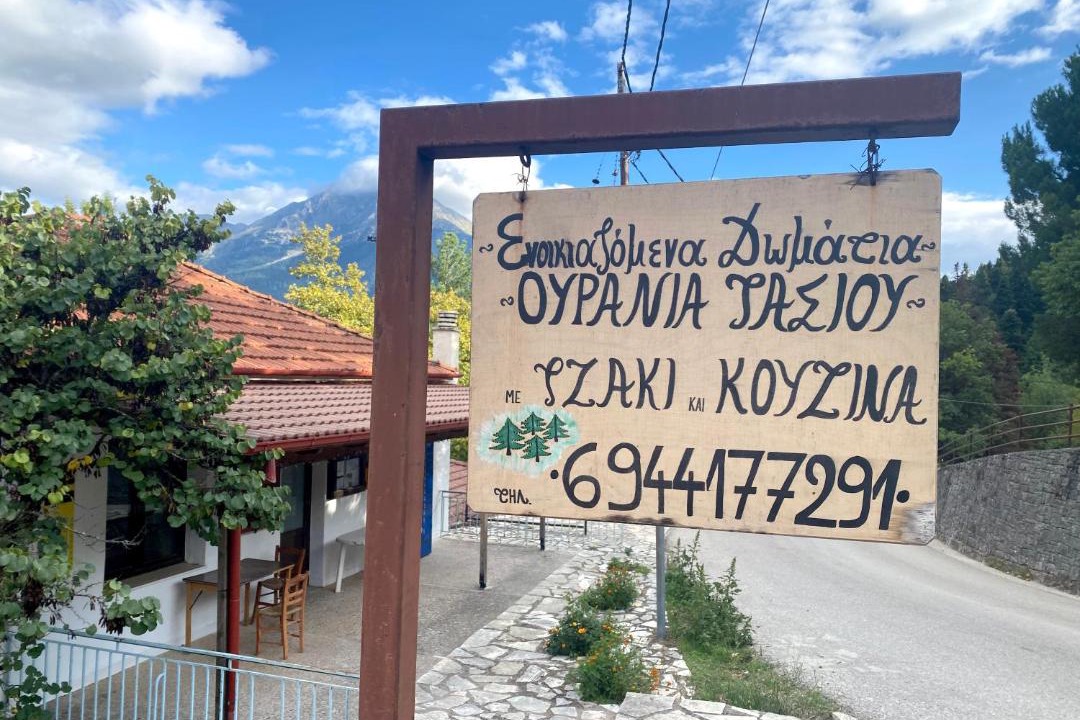 ~Ενοικιαζόμενα Δωμάτια~
~ΟΥΡΑΝΙΑ ΤΑΣΙΟΥ~
ΜΕ ΤΖΑΚΙ ΚΑΙ ΚΟΥΖΙΝΑ
ΤΗΛ. ·6944177291·